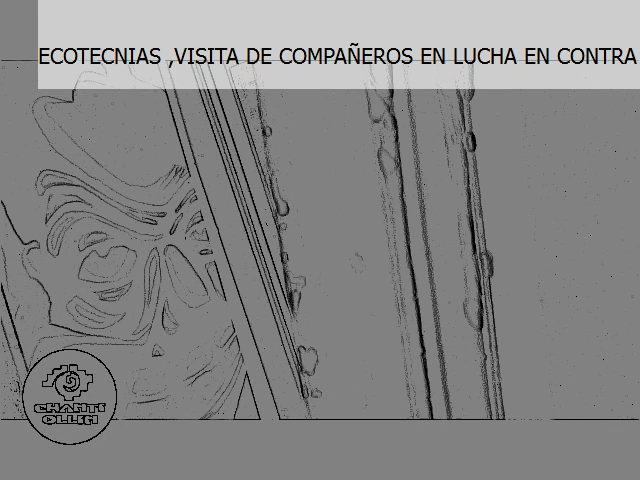 ECOTECNIAS ,VISITA DE COMPAÑEROS EN LUCHA EN CONTRA
CHANTI
OLLIN